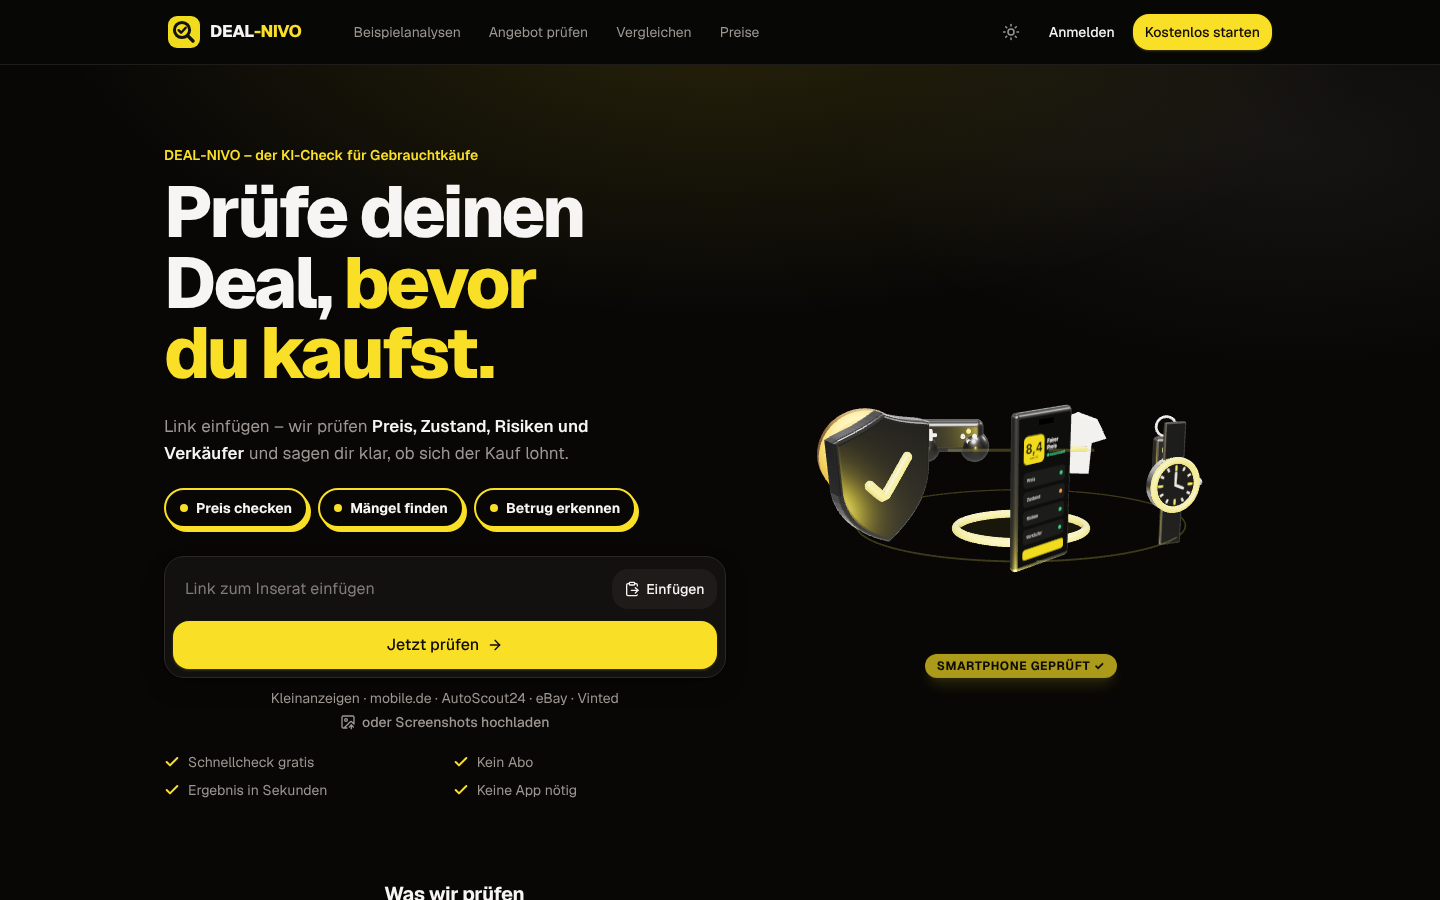 DEAL-NIVO
Beispielanalysen
Angebot prüfen
Vergleichen
Preise
Anmelden
Kostenlos starten
DEAL-NIVO – der KI-Check für Gebrauchtkäufe
Prüfe deinen
Deal, bevor
du kaufst.
Link einfügen – wir prüfen Preis, Zustand, Risiken und
Verkäufer und sagen dir klar, ob sich der Kauf lohnt.
Preis checken
Mängel finden
Betrug erkennen
Link zum Inserat einfügen
Einfügen
Jetzt prüfen →
Kleinanzeigen · mobile.de · AutoScout24 · eBay · Vinted
oder Screenshots hochladen
Schnellcheck gratis
Kein Abo
Ergebnis in Sekunden
Keine App nötig
8,4
Fairer
Preis
SMARTPHONE GEPRÜFT ✓
Was wir prüfen